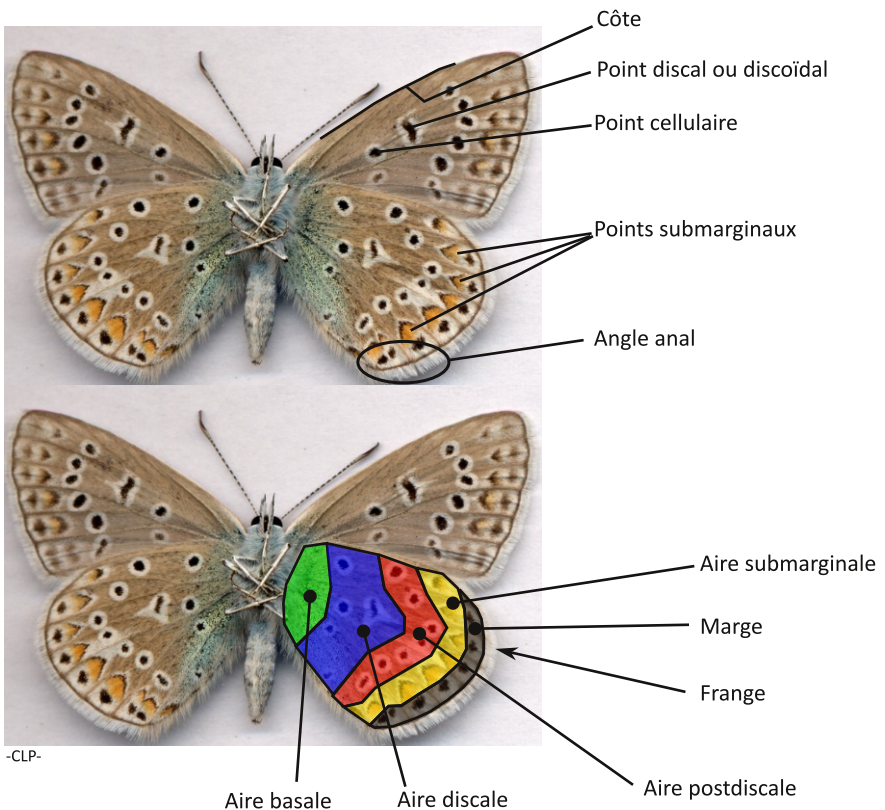 Côte
Point discal ou discoïdal
Point cellulaire
Points submarginaux
Angle anal
Aire submarginale
Marge
Frange
-CLP-
Aire basale
Aire discale
Aire postdiscale